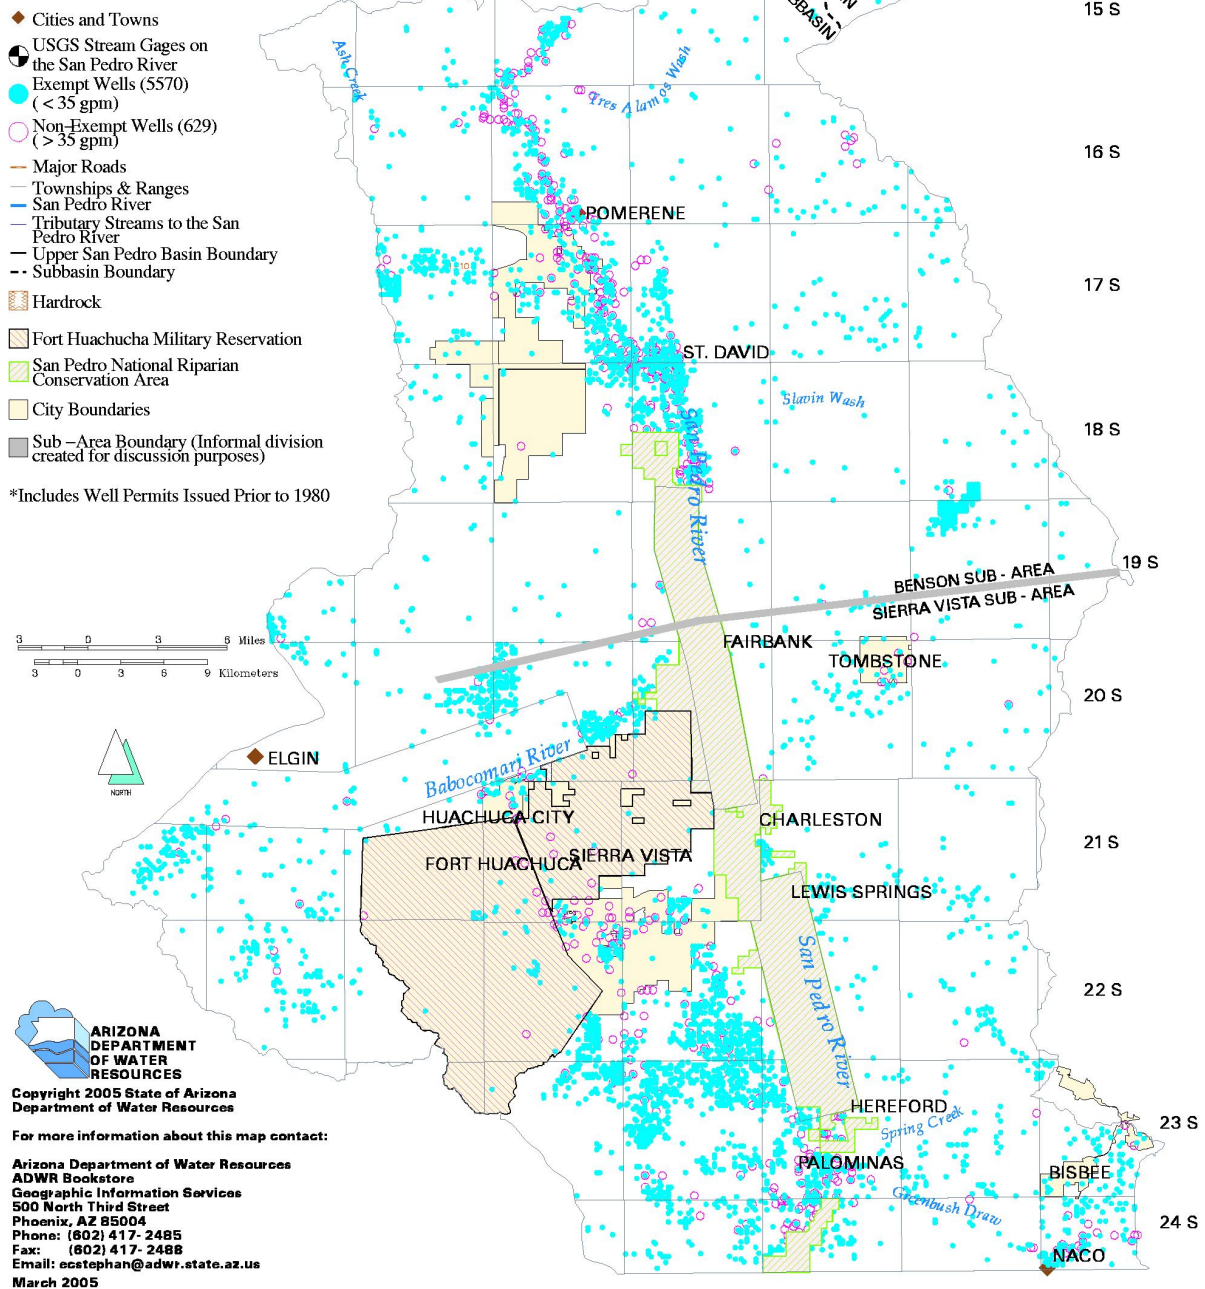 Cities and Towns
USGS Stream Gages on
the San Pedro River
Exempt Wells (5570)
( < 35 gpm)
Non-Exempt Wells (629)
( > 35 gpm)
Major Roads
Townships & Ranges
San Pedro River
Tributary Streams to the San
Pedro River
Upper San Pedro Basin Boundary
Subbasin Boundary
Hardrock
Fort Huachucha Military Reservation
San Pedro National Riparian
Conservation Area
City Boundaries
Sub -Area Boundary (Informal division
created for discussion purposes)
*Includes Well Permits Issued Prior to 1980
15 S
16 S
17 S
18 S
19 S
20 S
21 S
22 S
23 S
24 S
Ash Creek
Tres Alamos Wash
POMERENE
10
ST. DAVID
Slavin Wash
San Pedro River
BENSON SUB - AREA
SIERRA VISTA SUB - AREA
3 0 3 6 Miles
3 0 3 6 9 Kilometers
FAIRBANK
TOMBSTONE
NORTH
ELGIN
Babocomari River
HUACHUCA CITY
CHARLESTON
FORT HUACHUCA
SIERRA VISTA
LEWIS SPRINGS
San Pedro River
HEREFORD
Spring Creek
PALOMINAS
BISBEE
Greenbush Draw
NACO
ARIZONA
DEPARTMENT
OF WATER
RESOURCES
Copyright 2005 State of Arizona
Department of Water Resources
For more information about this map contact:
Arizona Department of Water Resources
ADWR Bookstore
Geographic Information Services
500 North Third Street
Phoenix, AZ 85004
Phone: (602) 417- 2485
Fax: (602) 417- 2488
Email: ecstephan@adwr.state.az.us
March 2005